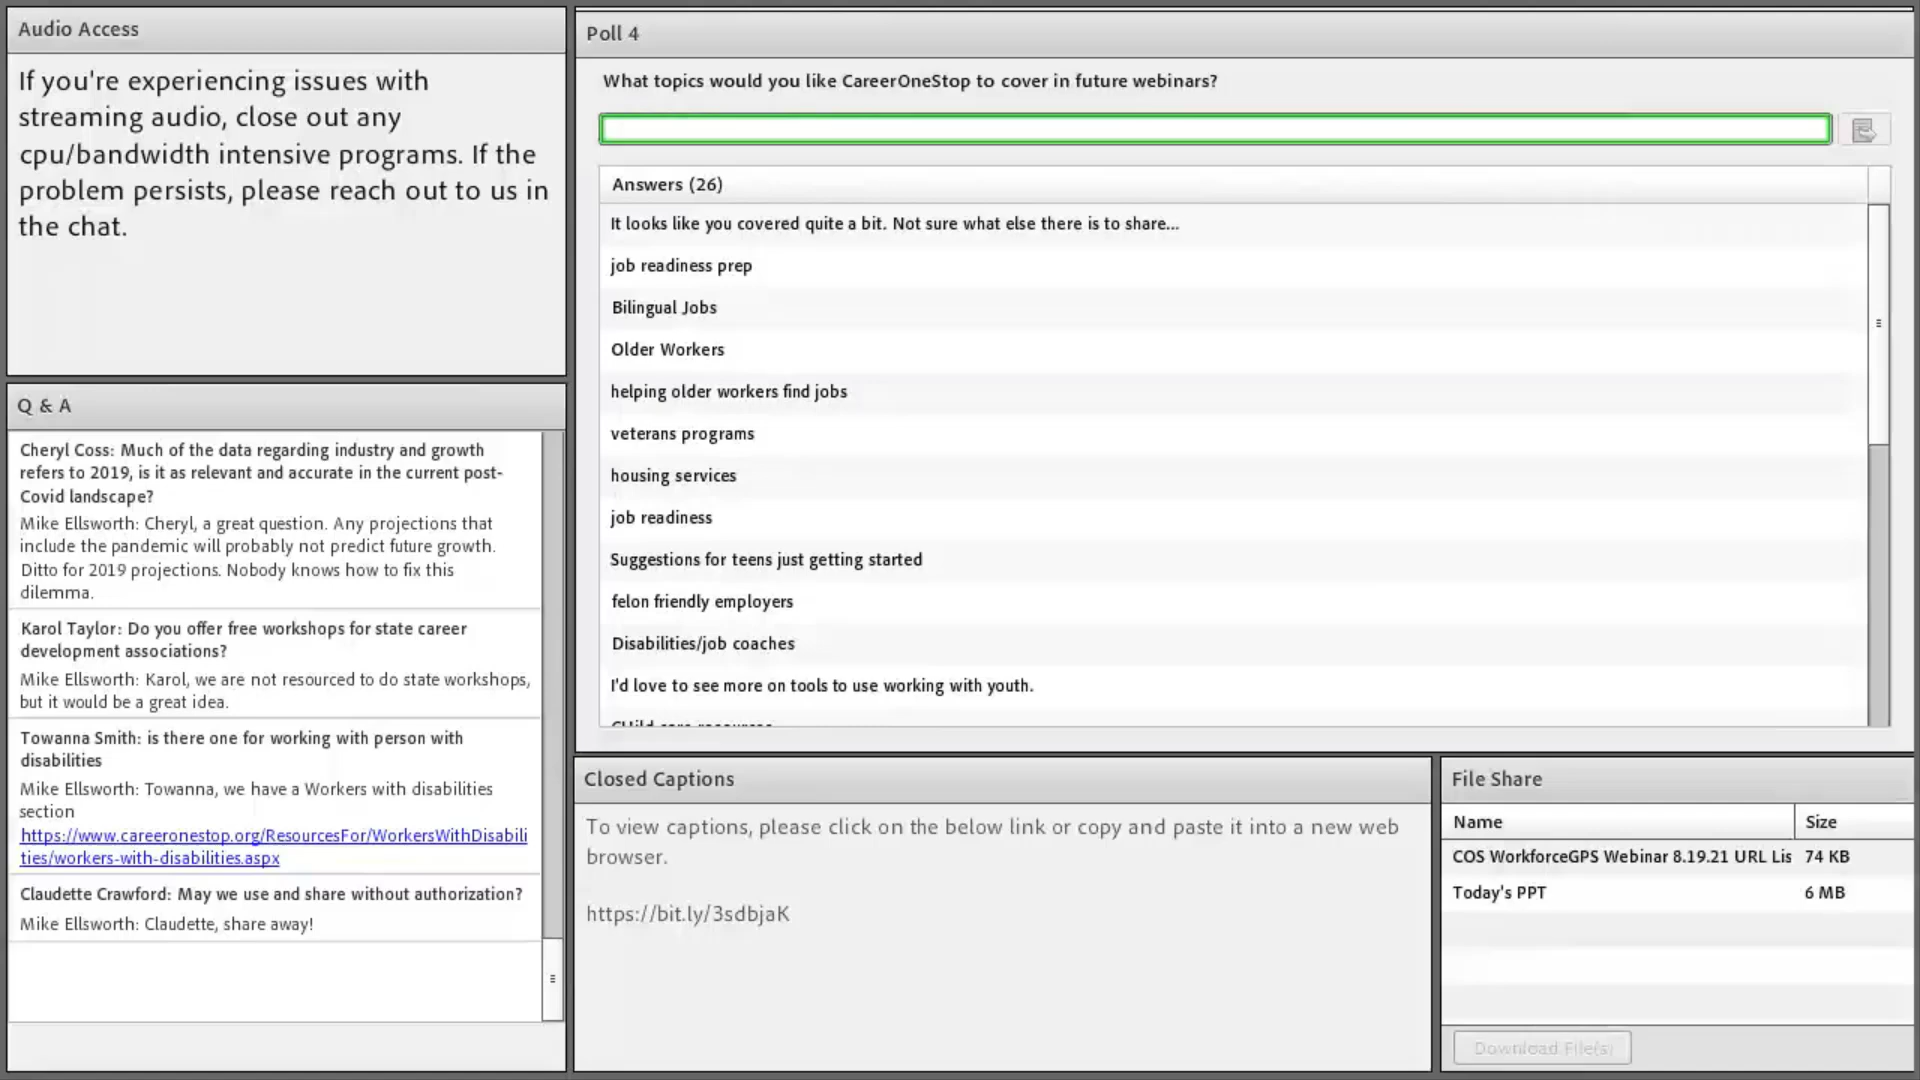 Audio Access
If you're experiencing issues with
streaming audio, close out any
cpu/bandwidth intensive programs. If the
problem persists, please reach out to us in
the chat.
Q & A
Cheryl Coss: Much of the data regarding industry and growth
refers to 2019, is it as relevant and accurate in the current post-
Covid landscape?
Mike Ellsworth: Cheryl, a great question. Any projections that
include the pandemic will probably not predict future growth.
Ditto for 2019 projections. Nobody knows how to fix this
dilemma.
Karol Taylor: Do you offer free workshops for state career
development associations?
Mike Ellsworth: Karol, we are not resourced to do state workshops,
but it would be a great idea.
Towanna Smith: is there one for working with person with
disabilities
Mike Ellsworth: Towanna, we have a Workers with disabilities
section
https://www.careeronestop.org/ResourcesFor/WorkersWithDisabili
ties/workers-with-disabilities.aspx
Claudette Crawford: May we use and share without authorization?
Mike Ellsworth: Claudette, share away!
Poll 4
What topics would you like CareerOneStop to cover in future webinars?
Answers (26)
It looks like you covered quite a bit. Not sure what else there is to share...
job readiness prep
Bilingual Jobs
Older Workers
helping older workers find jobs
veterans programs
housing services
job readiness
Suggestions for teens just getting started
felon friendly employers
Disabilities/job coaches
I'd love to see more on tools to use working with youth.
CHild care resources
Closed Captions
To view captions, please click on the below link or copy and paste it into a new web
browser.
https://bit.ly/3sdbjaK
File Share
Name Size
COS WorkforceGPS Webinar 8.19.21 URL Lis 74 KB
Today's PPT 6 MB
Download File(s)